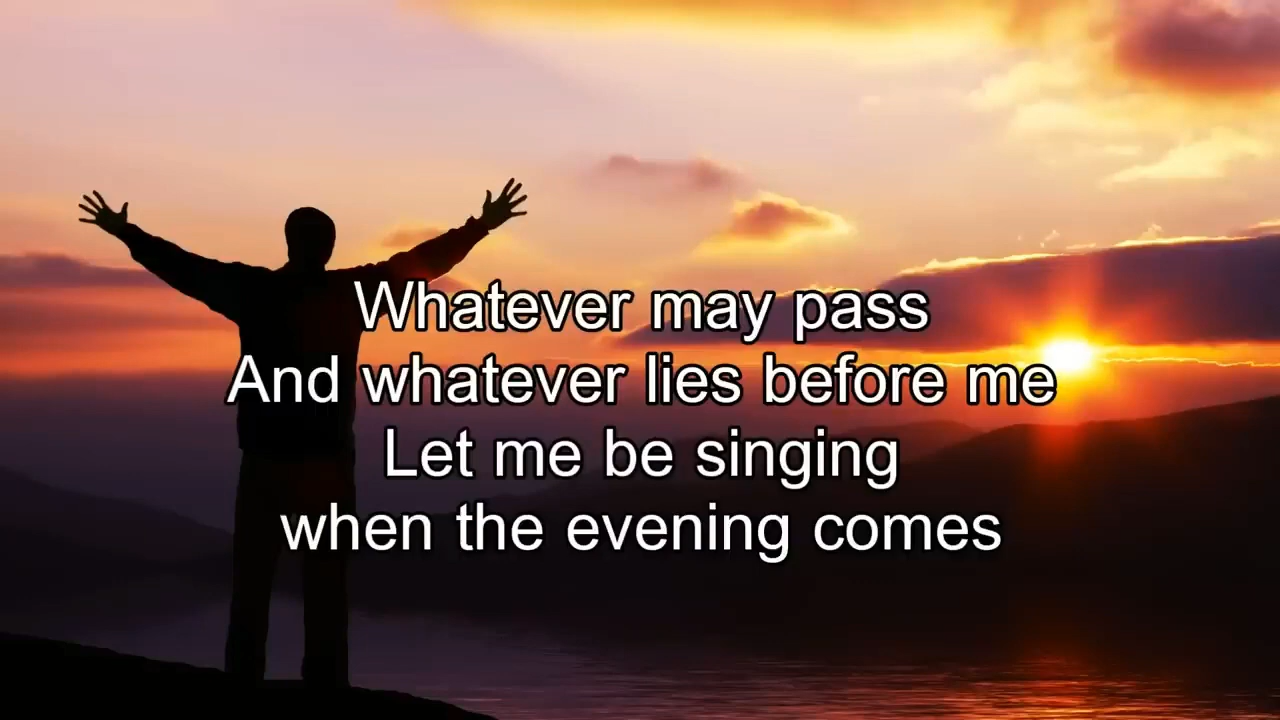 Whatever may pass
And whatever lies before me
Let me be singing
when the evening comes